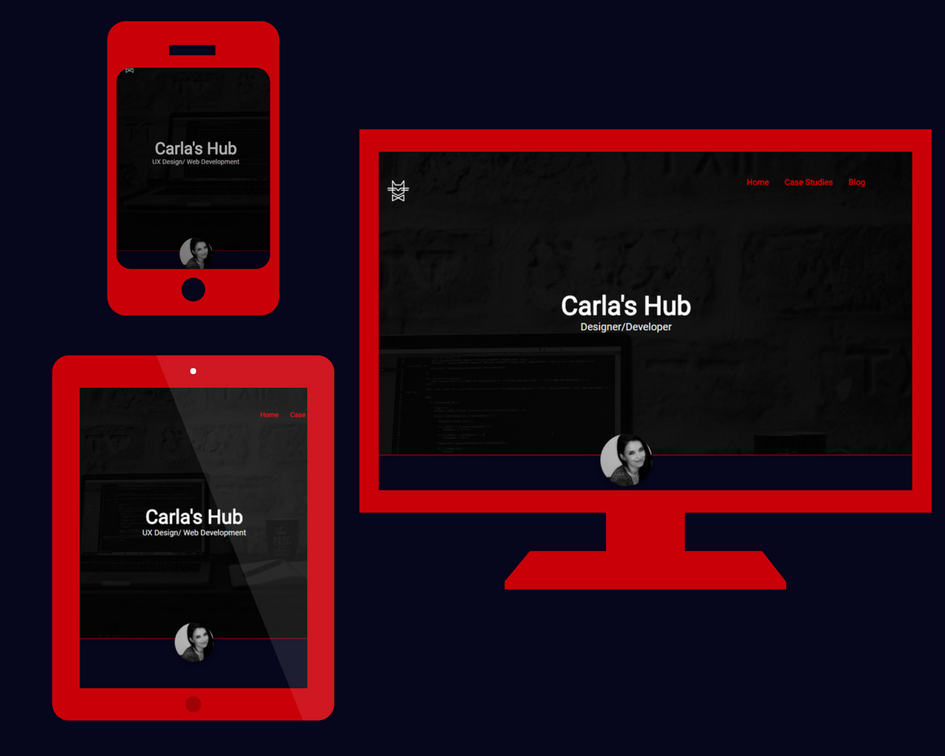 Carla's Hub
UX Design/ Web Development
Home Case Studies Blog
Carla's Hub
Designer/Developer
Home Case
Carla's Hub
UX Design/ Web Development